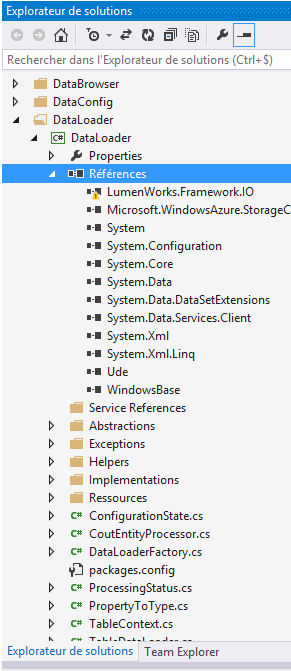 Explorateur de solutions
Rechercher dans l'Explorateur de solutions (Ctrl+$)
DataBrowser
DataConfig
DataLoader
C# DataLoader
Properties
Références
LumenWorks.Framework.IO
Microsoft.WindowsAzure.StorageC
System
System.Configuration
System.Core
System.Data
System.Data.DataSetExtensions
System.Data.Services.Client
System.Xml
System.Xml.Linq
Ude
WindowsBase
Service References
Abstractions
Exceptions
Helpers
Implementations
Ressources
C# ConfigurationState.cs
C# CoutEntityProcessor.cs
C# DataLoaderFactory.cs
packages.config
C# ProcessingStatus.cs
C# PropertyToType.cs
C# TableContext.cs
C# TableDataLoader.cs
Explorateur de solutions Team Explorer